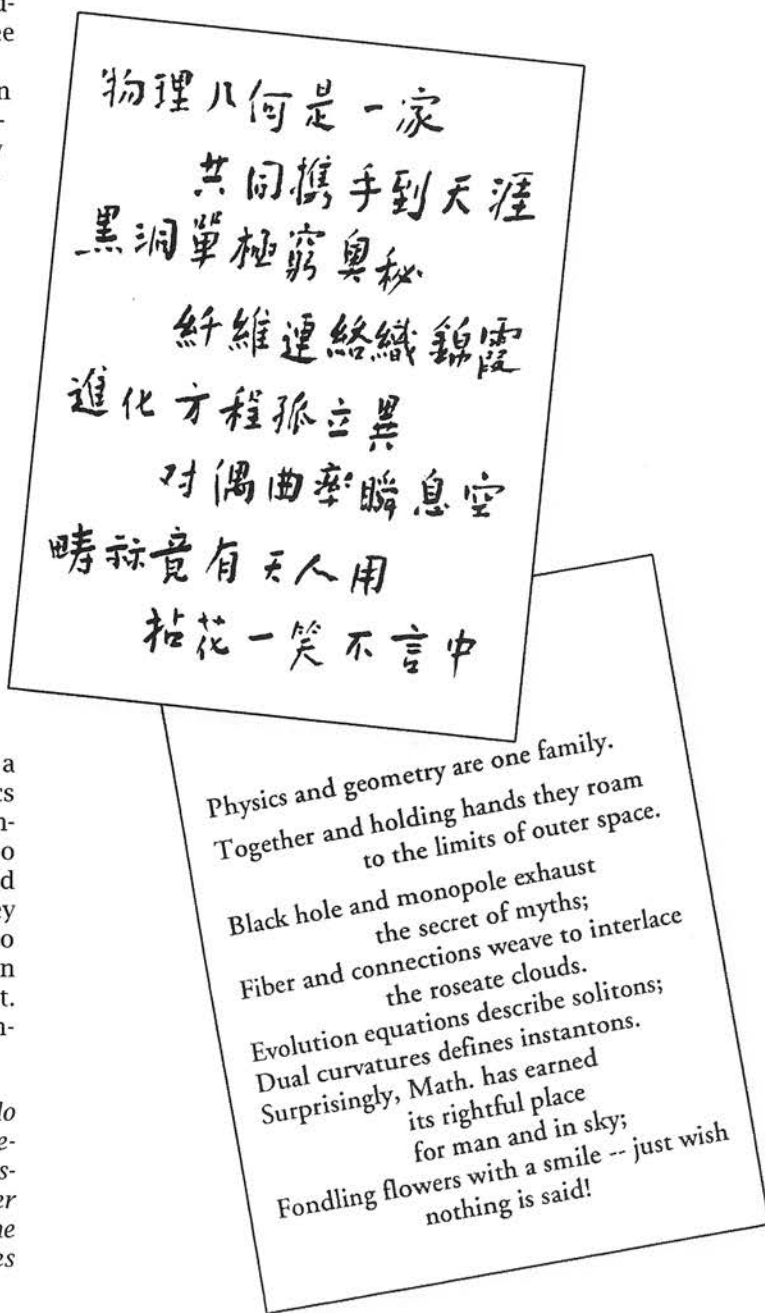 物理几何是一家
共同携手到天涯
黑洞單極窮奥秘
纤維連絡織錦霞
進化方程孤立異
对偶曲率瞬息空
疇祘竟有天人用
拈花一笑不言中
Physics and geometry are one family.
Together and holding hands they roam
to the limits of outer space.
Black hole and monopole exhaust
the secret of myths;
Fiber and connections weave to interlace
the roseate clouds.
Evolution equations describe solitons;
Dual curvatures defines instantons.
Surprisingly, Math. has earned
its rightful place
for man and in sky;
Fondling flowers with a smile -- just wish
nothing is said!